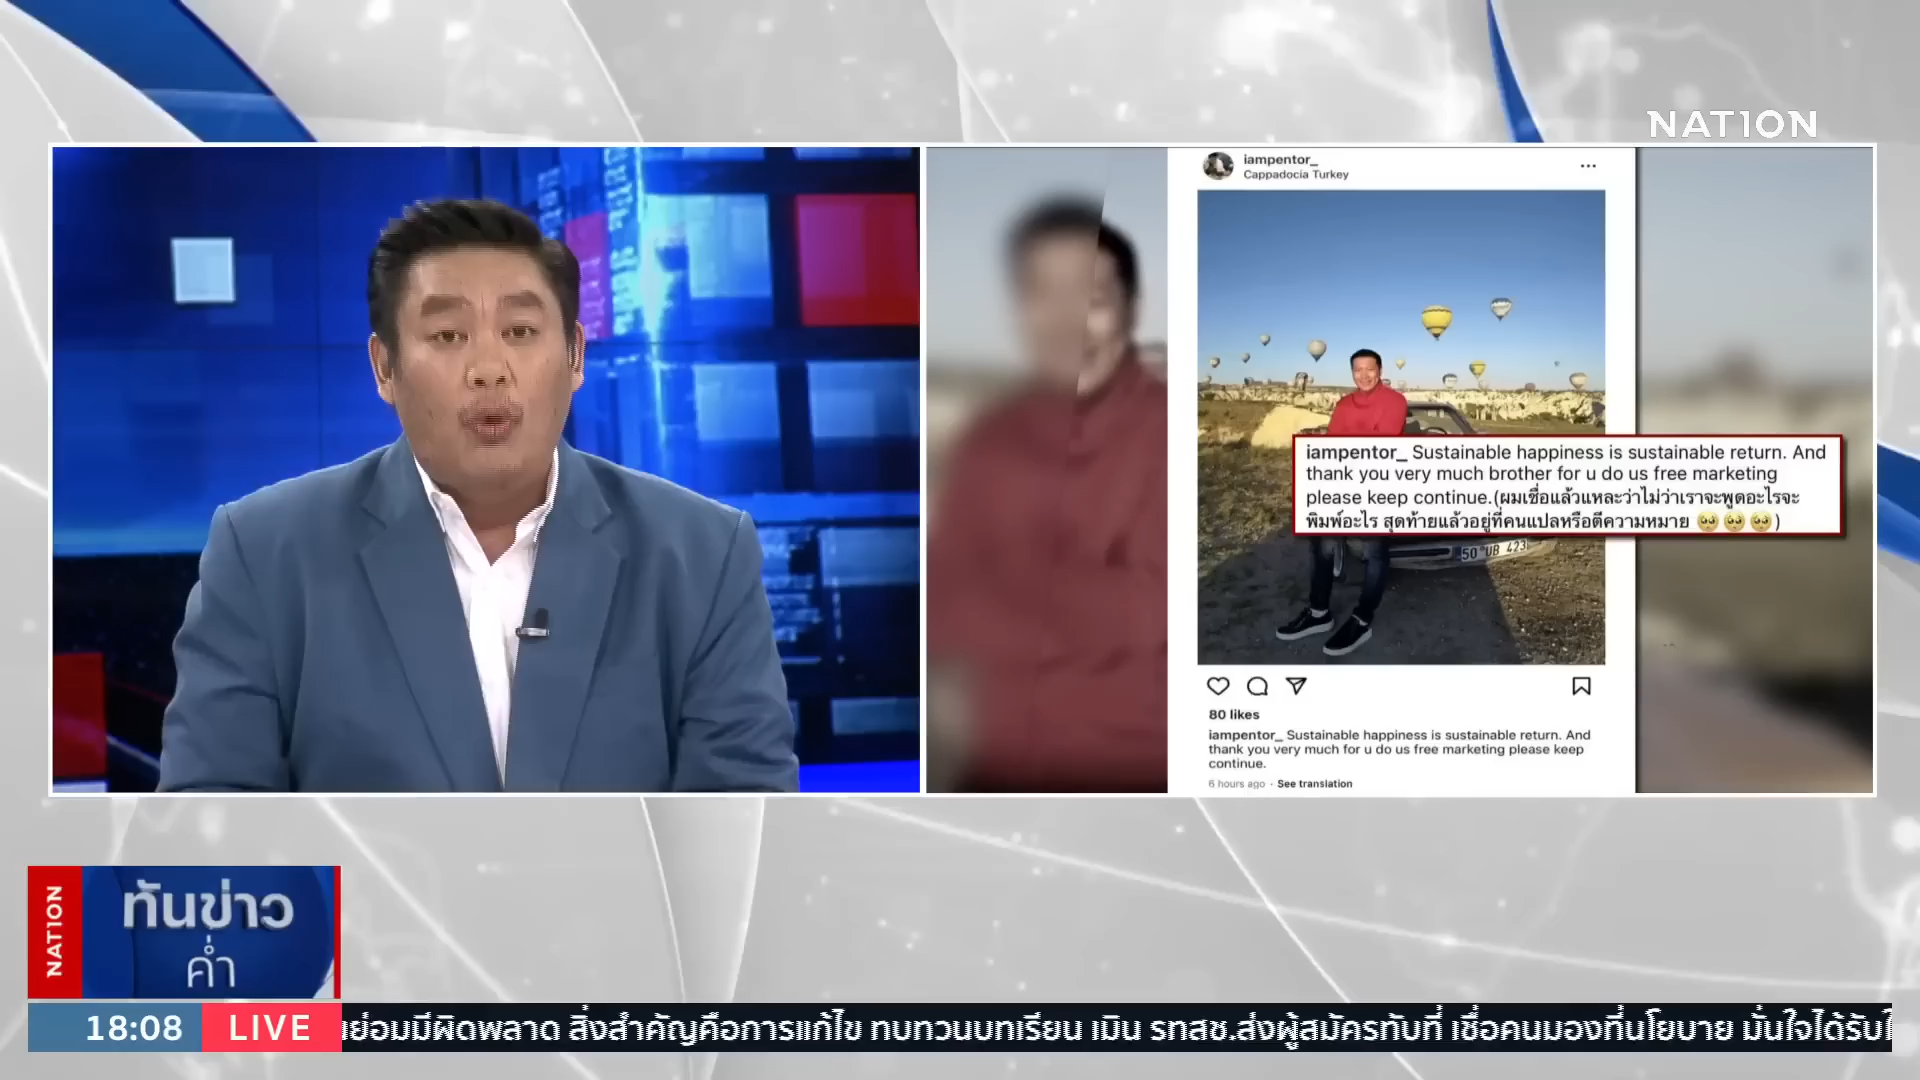 NATION
iampentor_
Cappadocia Turkey
iampentor_ Sustainable happiness is sustainable return. And
thank you very much brother for u do us free marketing
please keep continue.(ผมเชื่อแล้วแหละว่าไม่ว่าเราจะพูดอะไรจะ
พิมพ์อะไร สุดท้ายแล้วอยู่ที่คนแปลหรือตีความหมาย 🥺🥺🥺)
50 UB 423
80 likes
iampentor_ Sustainable happiness is sustainable return. And
thank you very much for u do us free marketing please keep
continue.
6 hours ago · See translation
NATION
ทันข่าว
ค่ำ
18:08 LIVE
ย่อมมีผิดพลาด สิ่งสำคัญคือการแก้ไข ทบทวนบทเรียน เมิน รทสช.ส่งผู้สมัครทับที่ เชื่อคนมองที่นโยบาย มั่นใจได้รับ